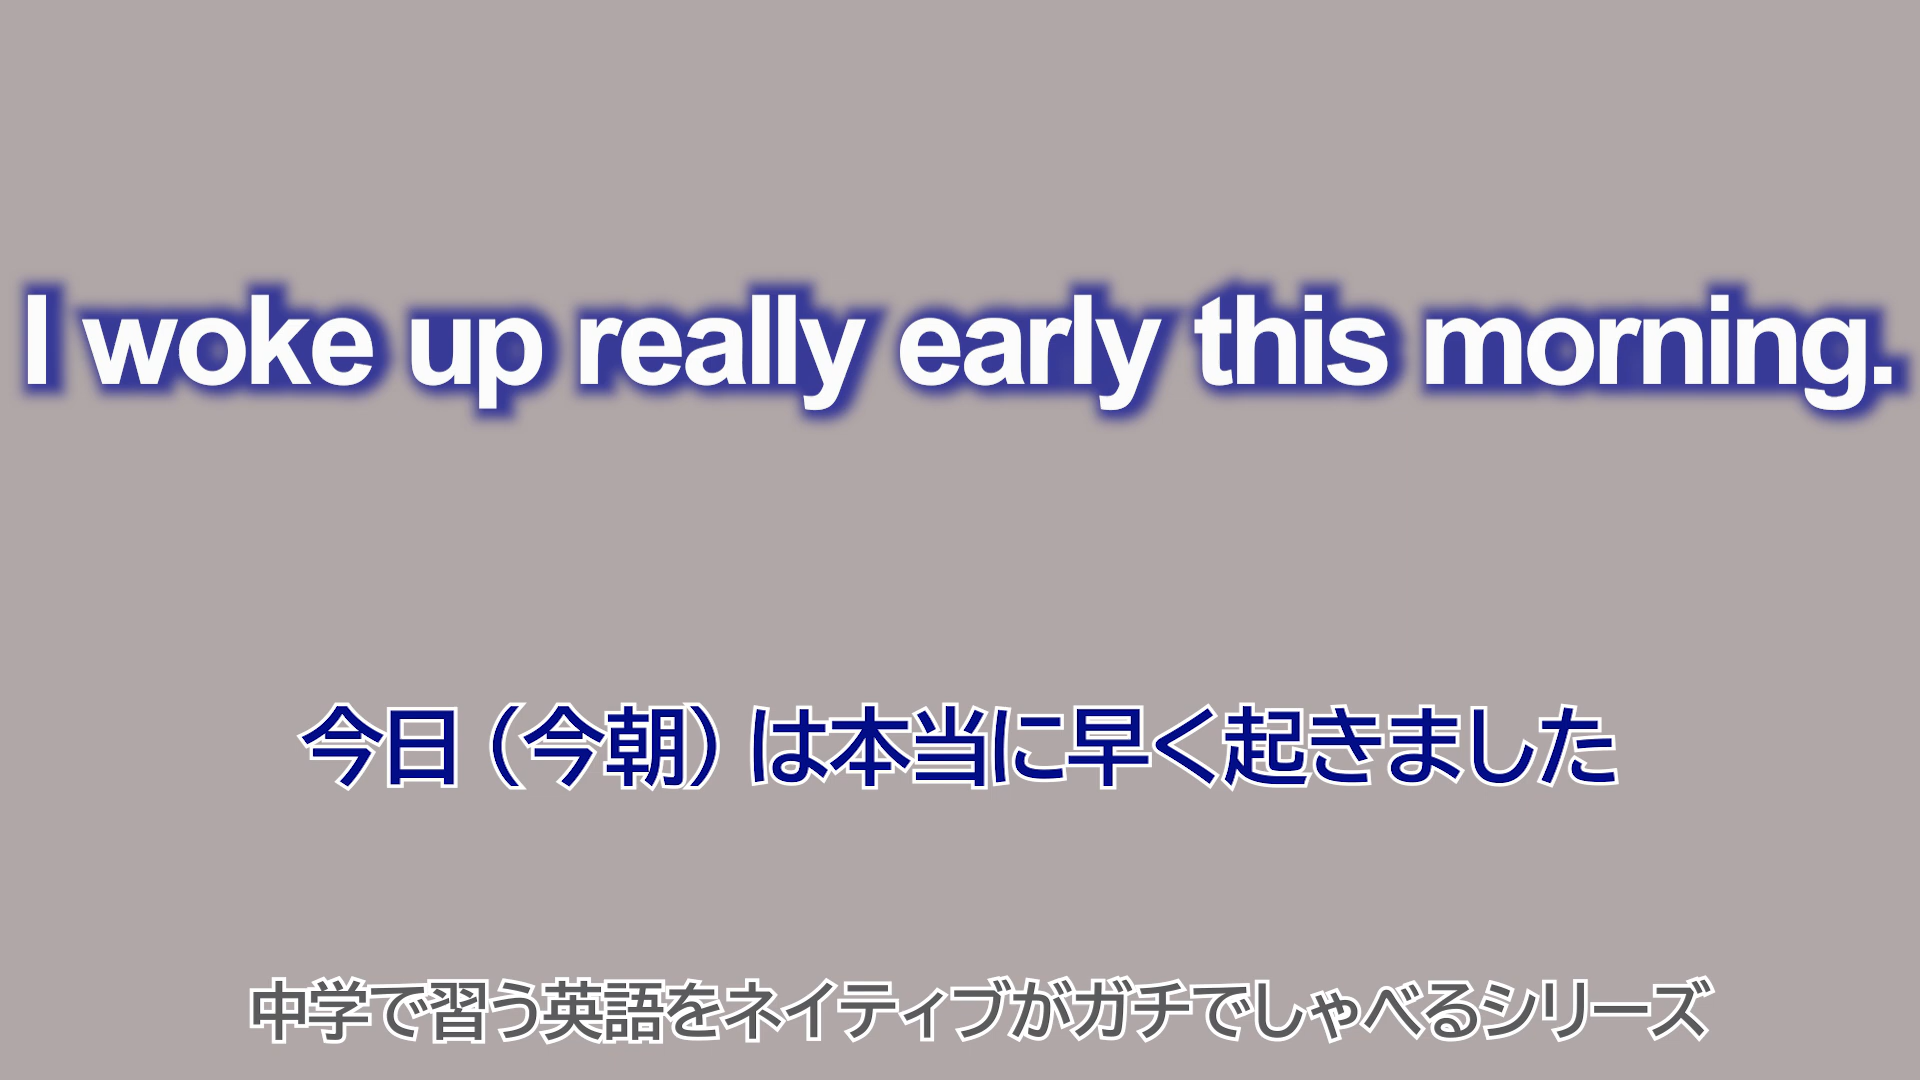 I woke up really early this morning.
今日（今朝）は本当に早く起きました
中学で習う英語をネイティブがガチでしゃべるシリーズ